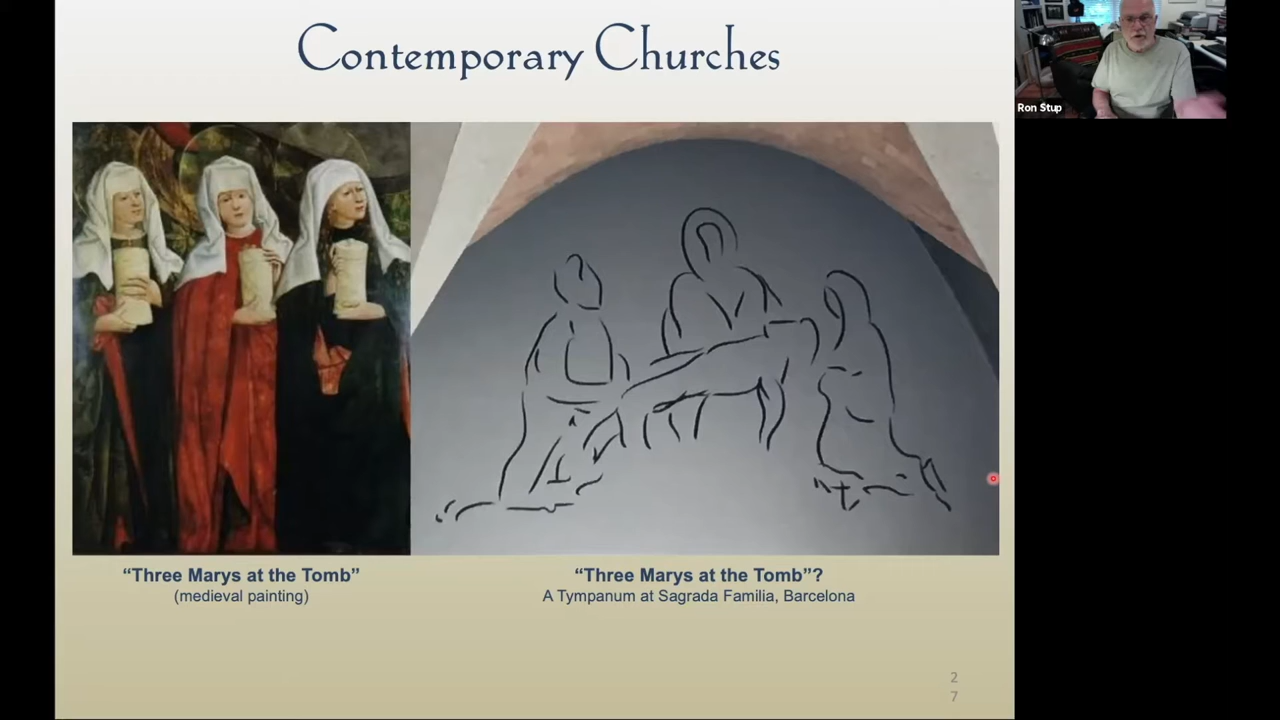 Contemporary Churches
Ron Stup
“Three Marys at the Tomb”
(medieval painting)
“Three Marys at the Tomb”?
A Tympanum at Sagrada Familia, Barcelona
2
7